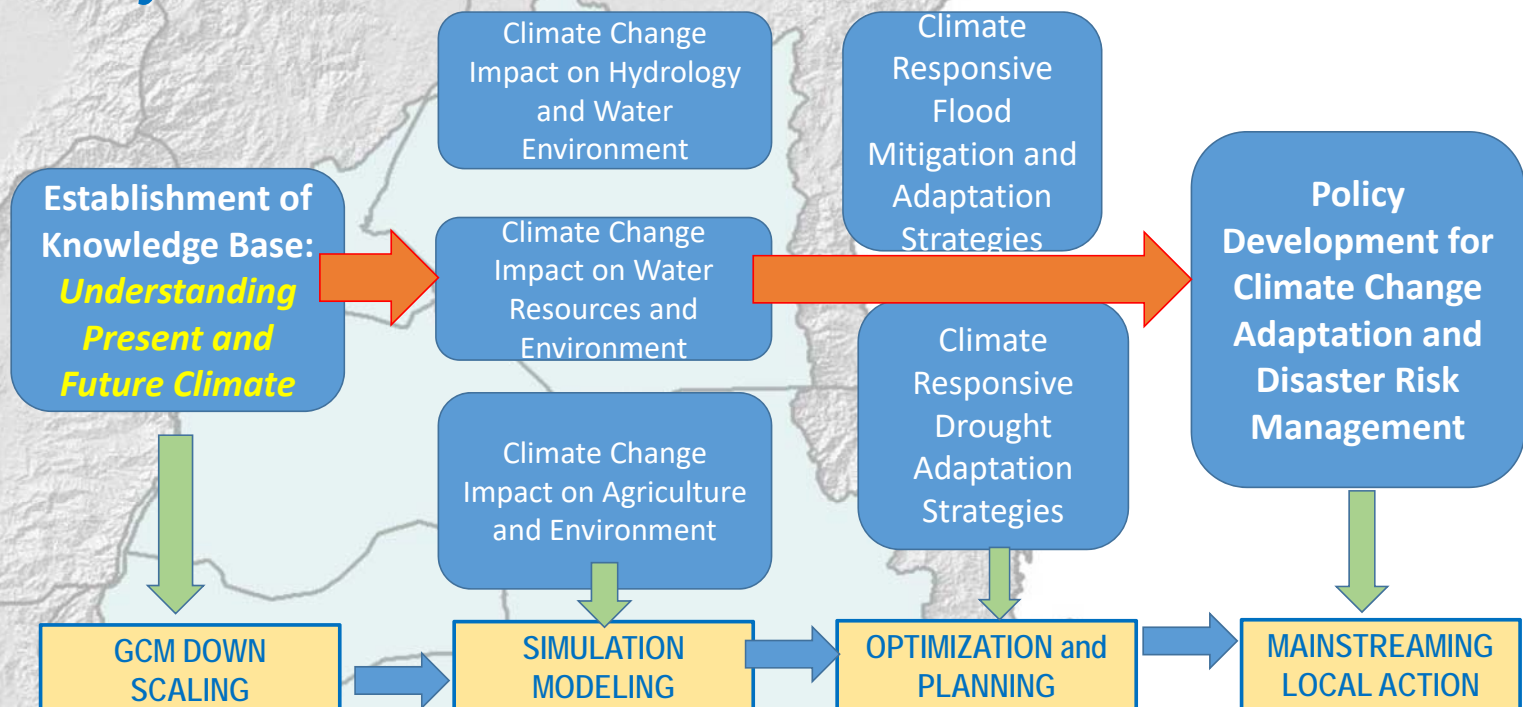 Establishment of
Knowledge Base:
Understanding
Present and
Future Climate
Climate Change
Impact on Hydrology
and Water
Environment
Climate Change
Impact on Water
Resources and
Environment
Climate Change
Impact on Agriculture
and Environment
Climate
Responsive
Flood
Mitigation and
Adaptation
Strategies
Climate
Responsive
Drought
Adaptation
Strategies
Policy
Development for
Climate Change
Adaptation and
Disaster Risk
Management
GCM DOWN
SCALING
SIMULATION
MODELING
OPTIMIZATION and
PLANNING
MAINSTREAMING
LOCAL ACTION